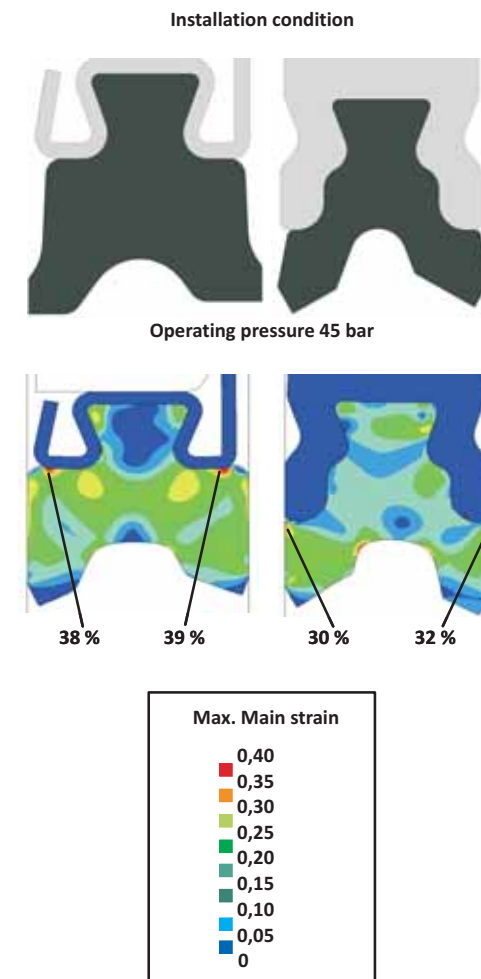 Installation condition
Operating pressure 45 bar
38 % 39 % 30 % 32 %
Max. Main strain
0,40
0,35
0,30
0,25
0,20
0,15
0,10
0,05
0